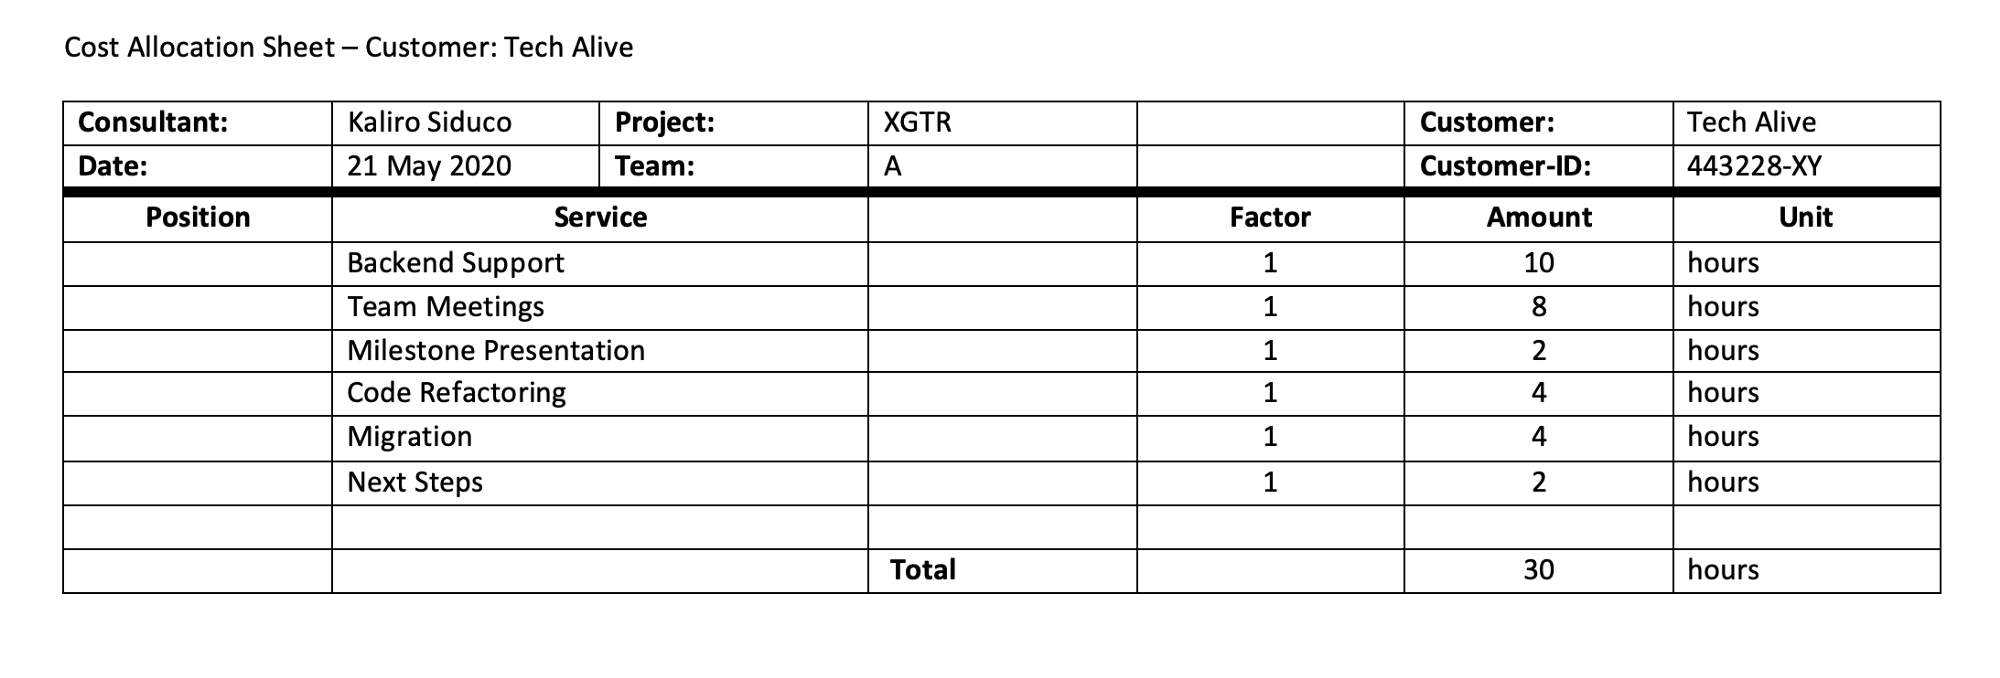 Cost Allocation Sheet – Customer: Tech Alive
Consultant: Kaliro Siduco Project: XGTR Customer: Tech Alive
Date: 21 May 2020 Team: A Customer-ID: 443228-XY
Position Service Factor Amount Unit
Backend Support 1 10 hours
Team Meetings 1 8 hours
Milestone Presentation 1 2 hours
Code Refactoring 1 4 hours
Migration 1 4 hours
Next Steps 1 2 hours
Total 30 hours